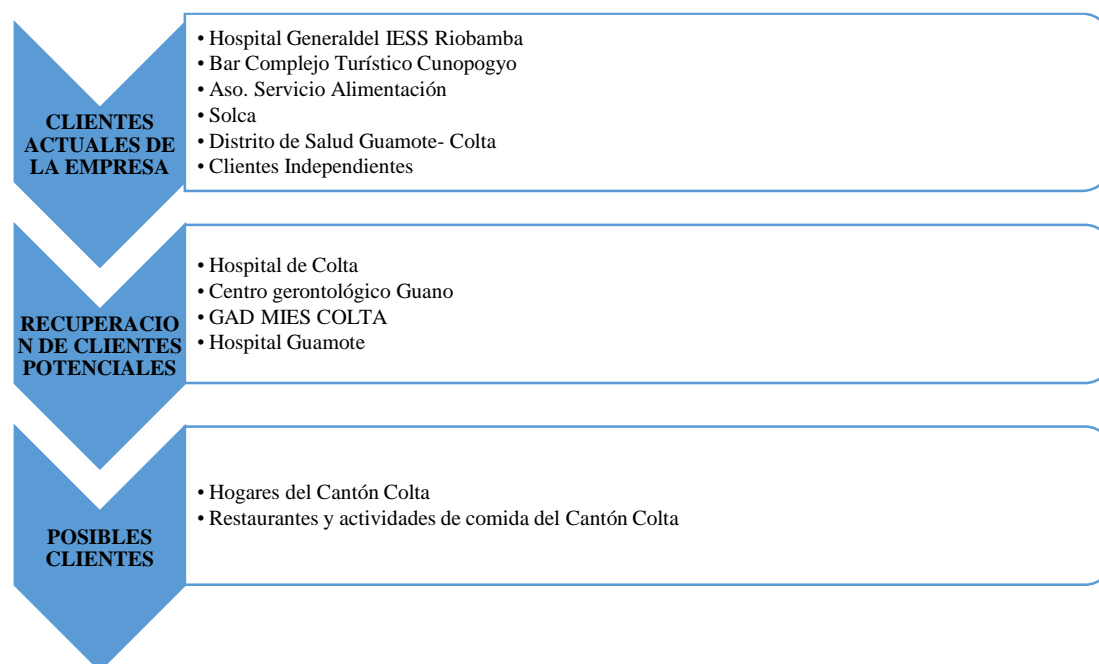 CLIENTES
ACTUALES DE
LA EMPRESA
• Hospital Generaldel IESS Riobamba
• Bar Complejo Turístico Cunopogyo
• Aso. Servicio Alimentación
• Solca
• Distrito de Salud Guamote- Colta
• Clientes Independientes
RECUPERACIO
N DE CLIENTES
POTENCIALES
• Hospital de Colta
• Centro gerontológico Guano
• GAD MIES COLTA
• Hospital Guamote
POSIBLES
CLIENTES
• Hogares del Cantón Colta
• Restaurantes y actividades de comida del Cantón Colta